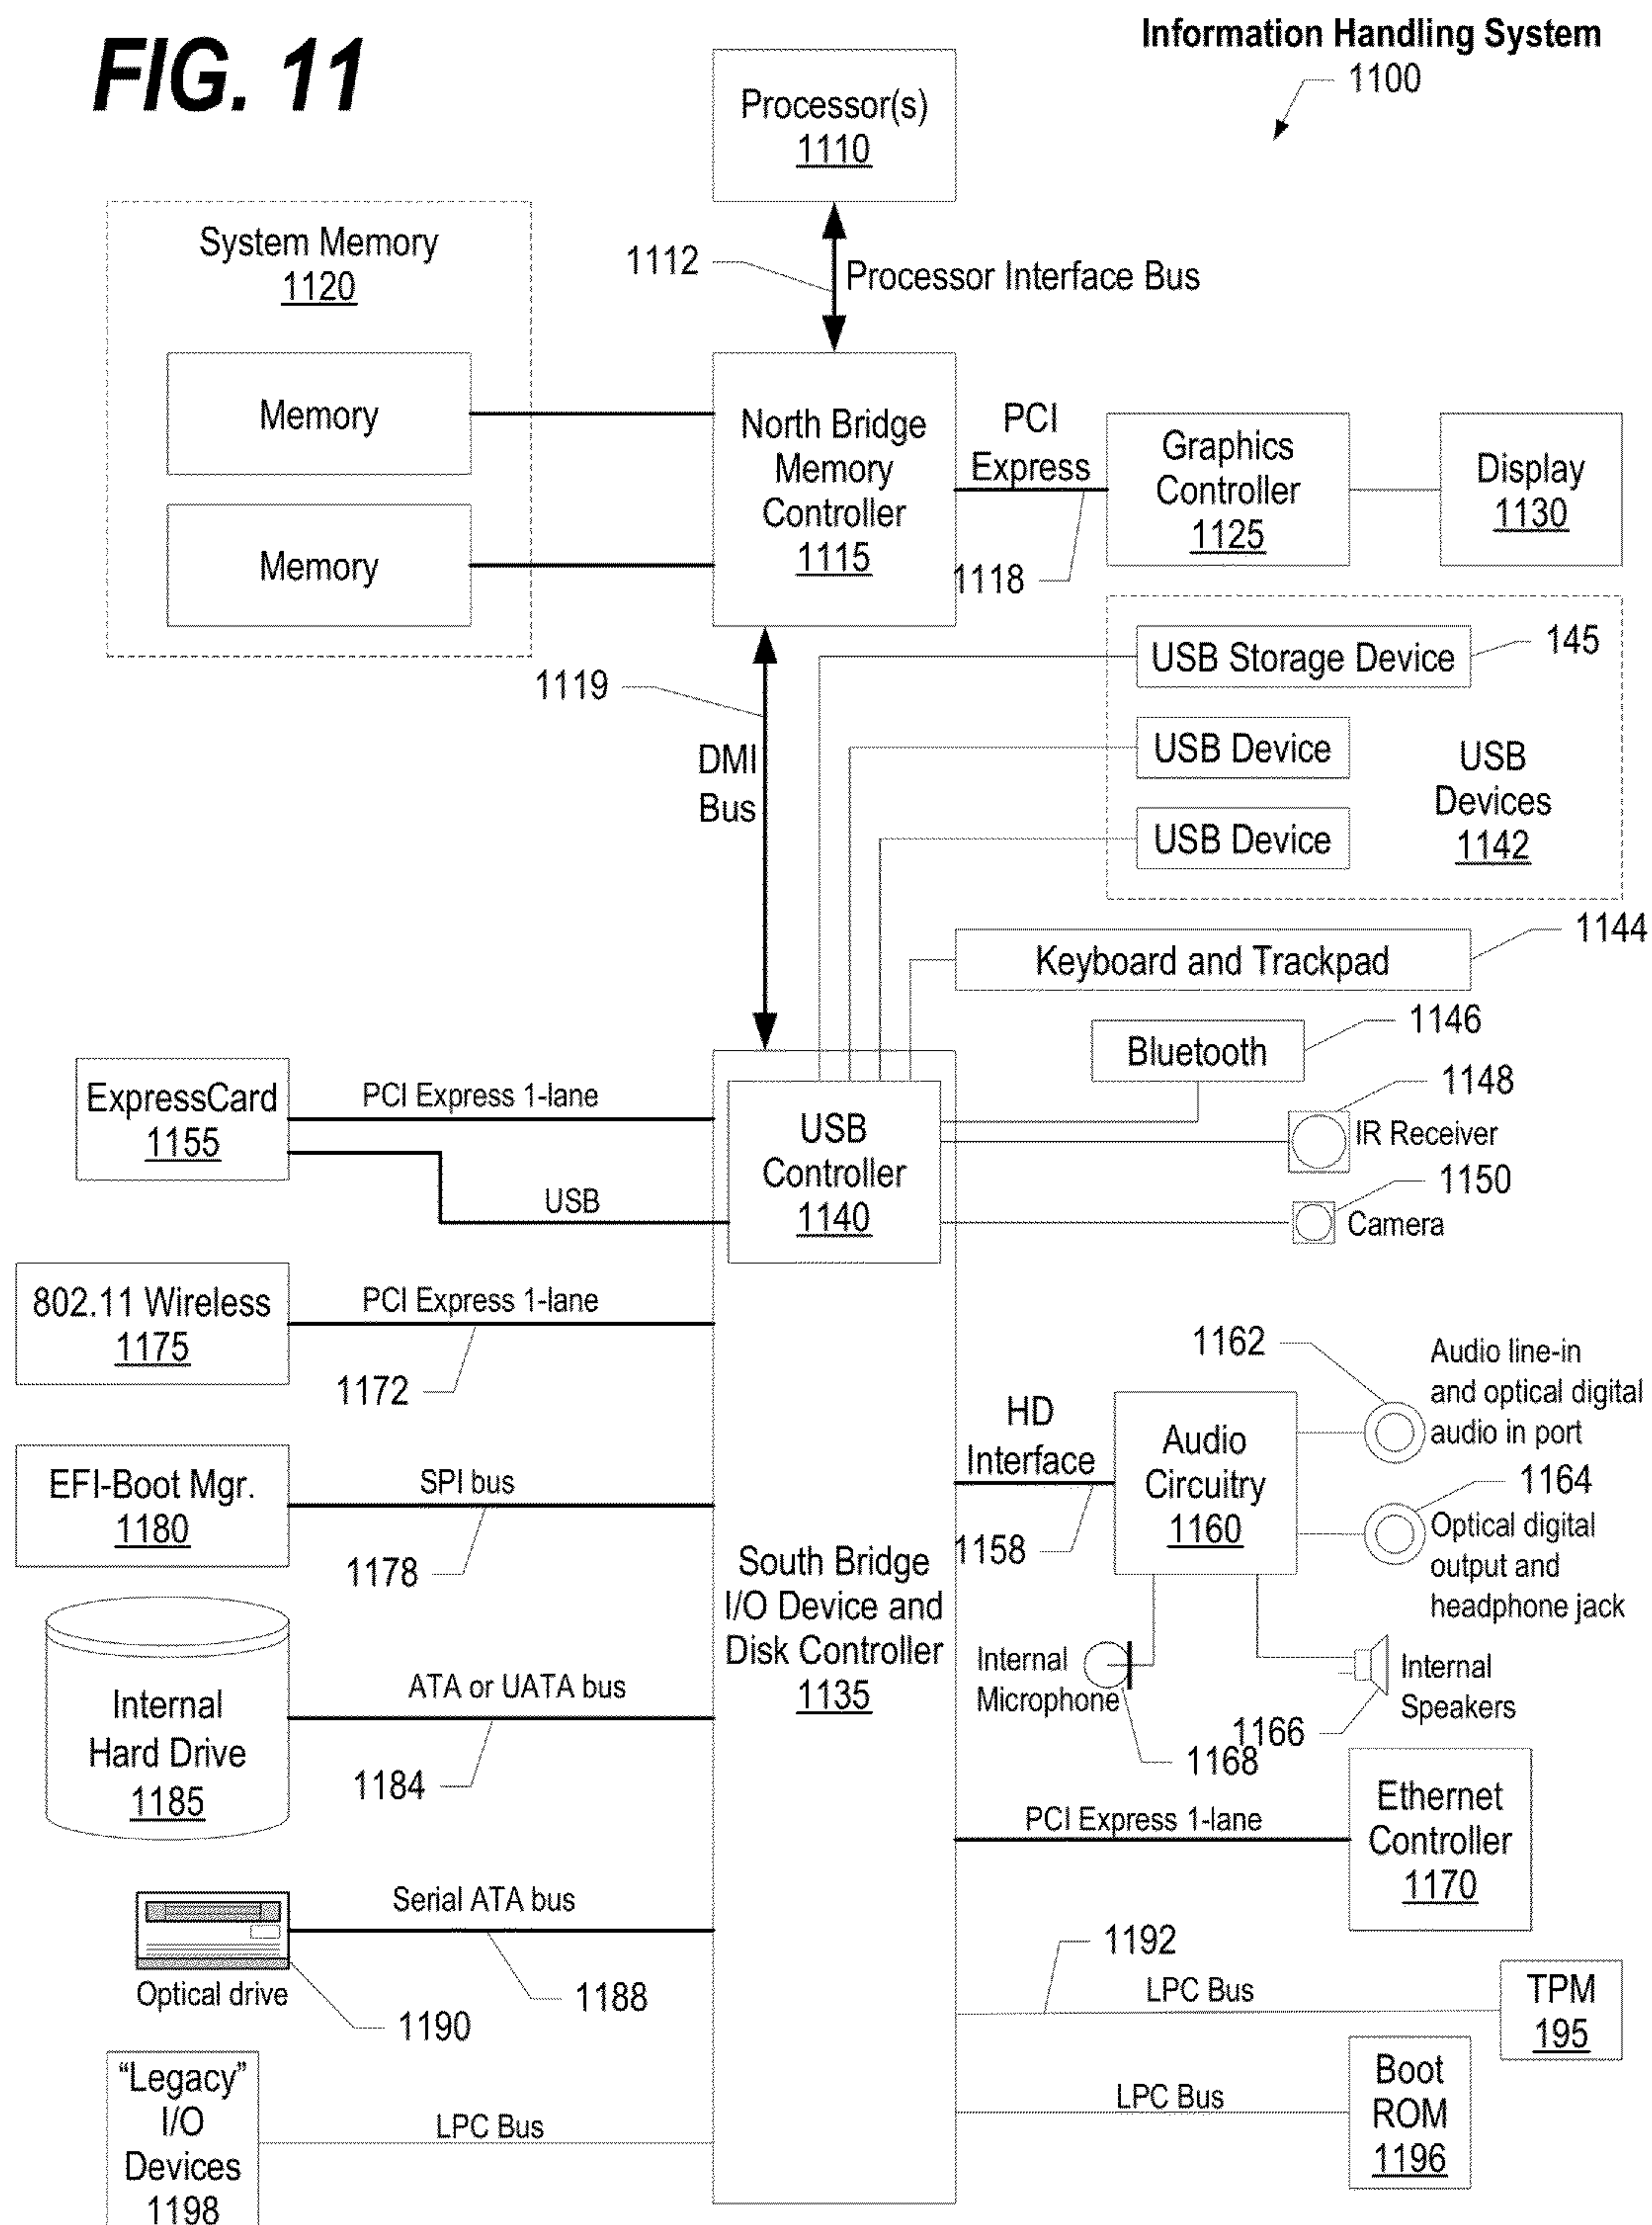 FIG. 11
Information Handling System
1100
Processor(s)
1110
System Memory
1120
1112
Processor Interface Bus
Memory
Memory
North Bridge
Memory
Controller
1115
PCI
Express
1118
Graphics
Controller
1125
Display
1130
USB Storage Device
145
USB Device
USB Device
USB
Devices
1142
1119
DMI
Bus
Keyboard and Trackpad
1144
Bluetooth
1146
1148
IR Receiver
1150
Camera
ExpressCard
1155
PCI Express 1-lane
USB
USB
Controller
1140
802.11 Wireless
1175
PCI Express 1-lane
1172
EFI-Boot Mgr.
1180
SPI bus
1178
South Bridge
I/O Device and
Disk Controller
1135
HD
Interface
1158
Audio
Circuitry
1160
1162
Audio line-in
and optical digital
audio in port
1164
Optical digital
output and
headphone jack
Internal
Microphone
1168
Internal
Speakers
1166
Internal
Hard Drive
1185
ATA or UATA bus
1184
PCI Express 1-lane
Ethernet
Controller
1170
Serial ATA bus
1188
Optical drive
1190
1192
LPC Bus
TPM
195
LPC Bus
Boot
ROM
1196
"Legacy"
I/O
Devices
1198
LPC Bus